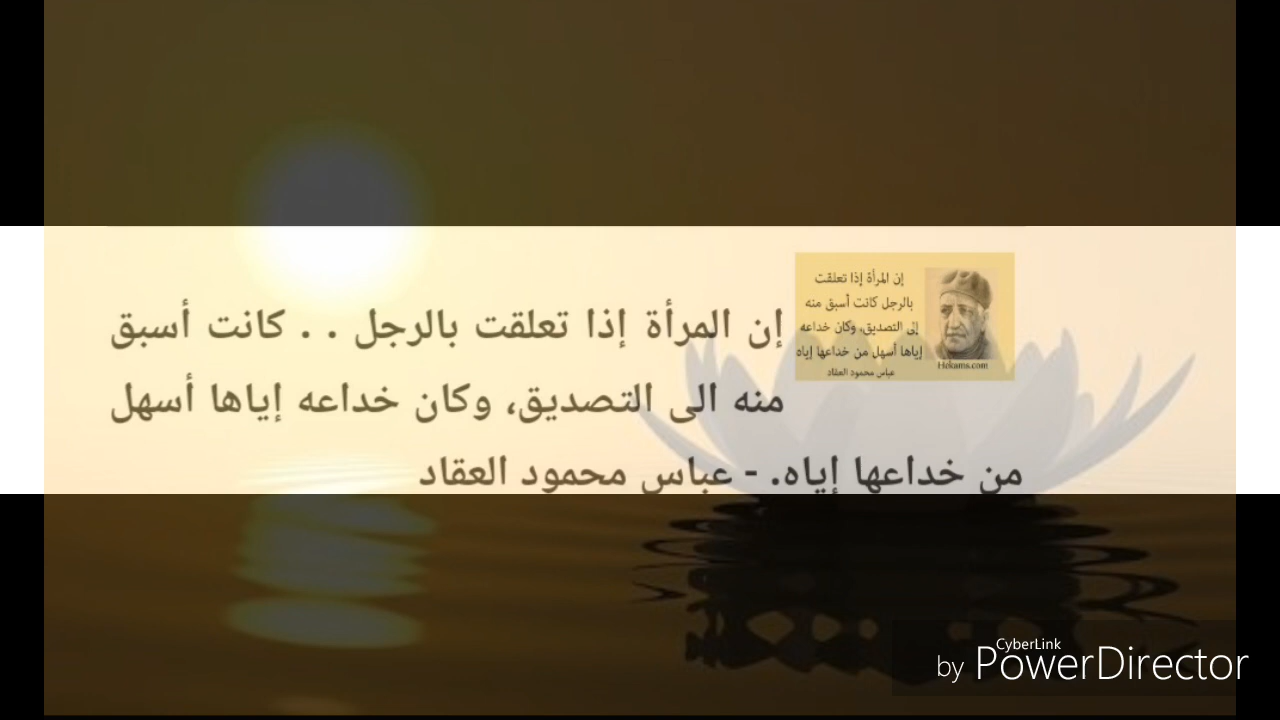 إن المرأة إذا تعلقت بالرجل . . كانت أسبق
منه الى التصديق، وكان خداعه إياها أسهل
من خداعها إياه. - عباس محمود العقاد
إن المرأة إذا تعلقت
بالرجل كانت أسبق منه
إلى التصديق، وكان خداعه
إياها أسهل من خداعها إياه
عباس محمود العقاد
Hekams.com
CyberLink
by PowerDirector